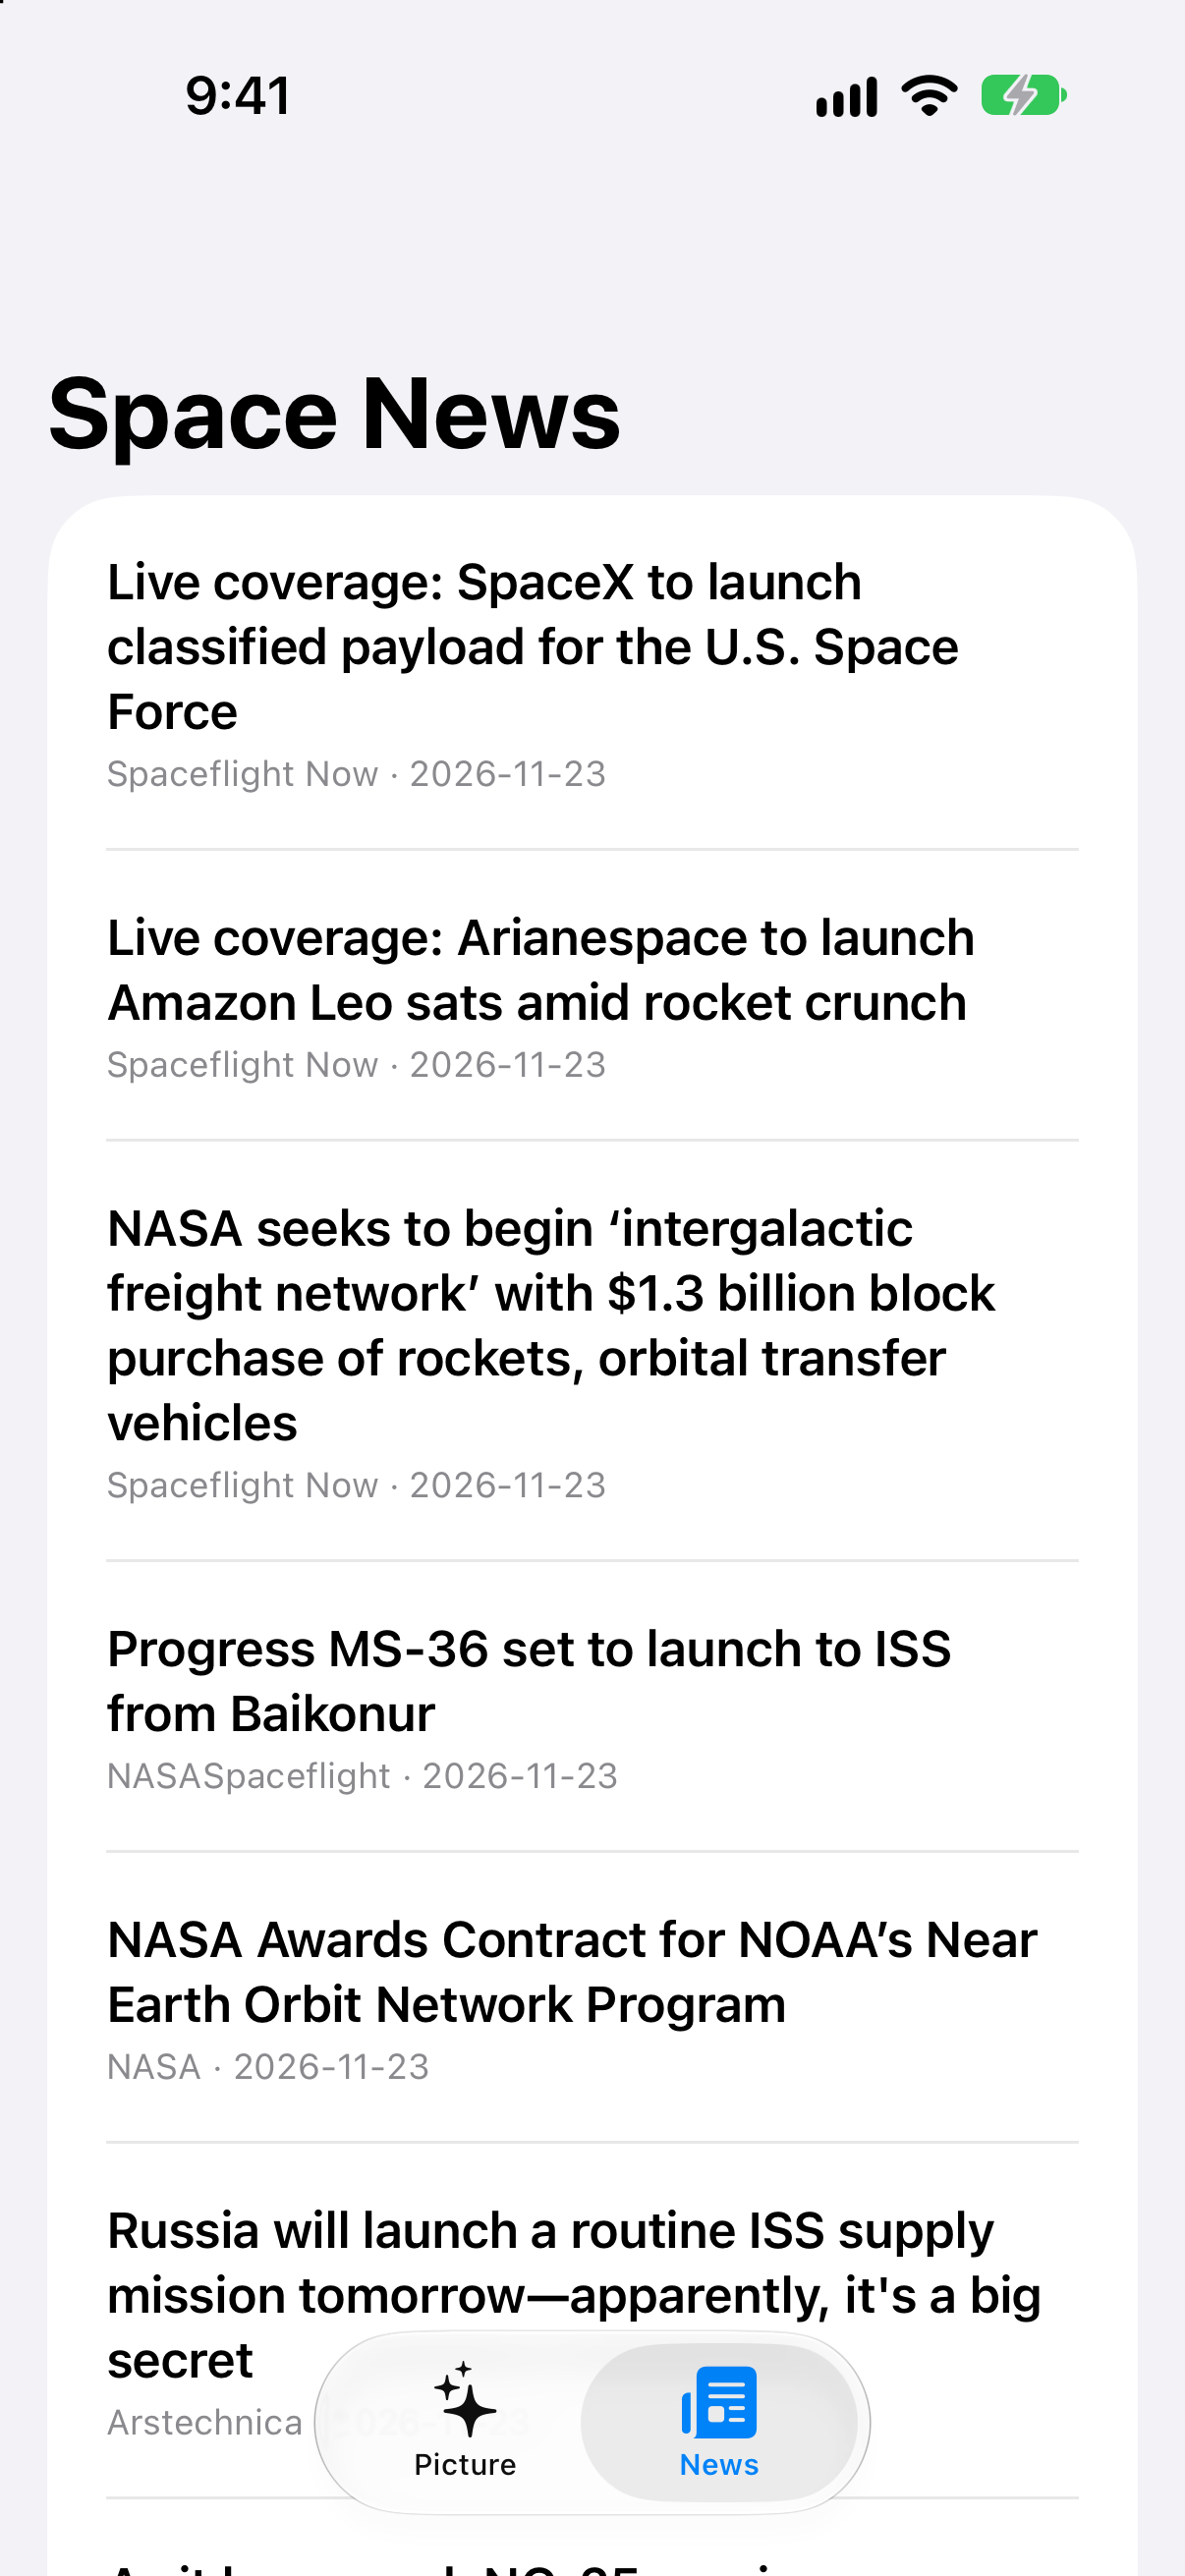 9:41
Space News
Live coverage: SpaceX to launch
classified payload for the U.S. Space
Force
Spaceflight Now · 2026-11-23
Live coverage: Arianespace to launch
Amazon Leo sats amid rocket crunch
Spaceflight Now · 2026-11-23
NASA seeks to begin ‘intergalactic
freight network’ with $1.3 billion block
purchase of rockets, orbital transfer
vehicles
Spaceflight Now · 2026-11-23
Progress MS-36 set to launch to ISS
from Baikonur
NASASpaceflight · 2026-11-23
NASA Awards Contract for NOAA’s Near
Earth Orbit Network Program
NASA · 2026-11-23
Russia will launch a routine ISS supply
mission tomorrow—apparently, it's a big
secret
Arstechnica
Picture
News